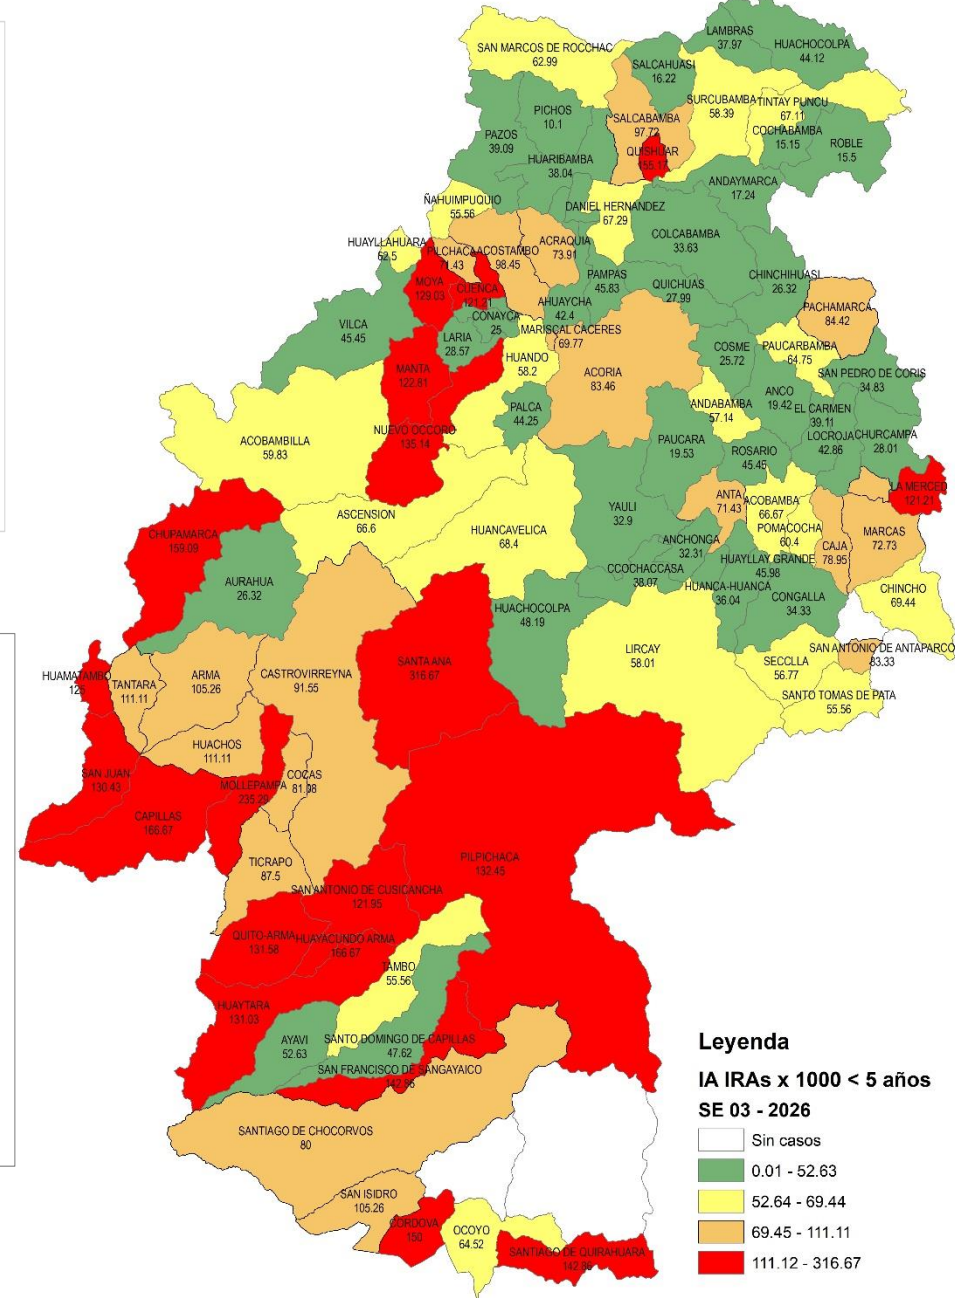 LAMBRAS
37.97
HUACHOCOLPA
44.12
SAN MARCOS DE ROCCHAC
62.99
SALCAHUASI
16.22
SURCUBAMBA
58.39
TINTAY PUNCU
67.11
PICHOS
10.1
SALCABAMBA
97.72
COCHABAMBA
15.15
ROBLE
15.5
PAZOS
39.09
QUISHUAR
155.17
HUARIBAMBA
38.04
ANDAYMARCA
17.24
ÑAHUIMPUQUIO
55.56
DANIEL HERNANDEZ
67.29
COLCABAMBA
33.63
HUAYLLAHUARA
62.5
PILCHACA
71.43
ACOSTAMBO
98.45
ACRAQUIA
73.91
PAMPAS
45.83
QUICHUAS
27.99
CHINCHIHUASI
26.32
MOYA
129.03
CUENCA
121.21
AHUAYCHA
42.4
PACHAMARCA
84.42
CONAYCA
25
VILCA
45.45
LARIA
28.57
MARISCAL CACERES
69.77
HUANDO
58.2
COSME
25.72
PAUCARBAMBA
64.75
MANTA
122.81
ACORIA
83.46
SAN PEDRO DE CORIS
34.83
ANCO
19.42
PALCA
44.25
ANDABAMBA
57.14
EL CARMEN
39.11
NUEVO OCCORO
135.14
ACOBAMBILLA
59.83
PAUCARA
19.53
ROSARIO
45.45
LOCROJA
42.86
CHURCAMPA
28.01
LA MERCED
121.21
ASCENSION
66.6
YAULI
32.9
ANTA
71.43
ACOBAMBA
66.67
HUANCAVELICA
68.4
POMACOCHA
60.4
CAJA
78.95
MARCAS
72.73
CHUPAMARCA
159.09
ANCHONGA
32.31
HUAYLLAY GRANDE
45.98
AURAHUA
26.32
CCOCHACCASA
38.07
HUANCA-HUANCA
36.04
CONGALLA
34.33
CHINCHO
69.44
HUACHOCOLPA
48.19
LIRCAY
58.01
SAN ANTONIO DE ANTAPARCO
83.33
HUAMATAMBO
125
TANTARA
111.11
ARMA
105.26
CASTROVIRREYNA
91.55
SANTA ANA
316.67
SECCLLA
56.77
SANTO TOMAS DE PATA
55.56
HUACHOS
111.11
SAN JUAN
130.43
MOLLEPAMPA
235.29
COCAS
81.08
CAPILLAS
166.67
TICRAPO
87.5
PILPICHACA
132.45
SAN ANTONIO DE CUSICANCHA
121.95
QUITO-ARMA
131.58
HUAYACUNDO ARMA
166.67
TAMBO
55.56
HUAYTARA
131.03
AYAVI
52.63
SANTO DOMINGO DE CAPILLAS
47.62
SAN FRANCISCO DE SANGAYAICO
142.86
SANTIAGO DE CHOCORVOS
80
SAN ISIDRO
105.26
CORDOVA
150
OCOYO
64.52
SANTIAGO DE QUIRAHUARA
142.86
Leyenda
IA IRAs x 1000 < 5 años
SE 03 - 2026
Sin casos
0.01 - 52.63
52.64 - 69.44
69.45 - 111.11
111.12 - 316.67